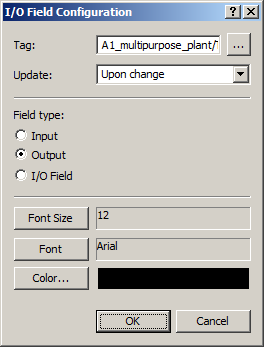 I/O Field Configuration
Tag: A1_multipurpose_plant/ ...
Update: Upon change
Field type:
Input
Output
I/O Field
Font Size 12
Font Arial
Color...
OK Cancel